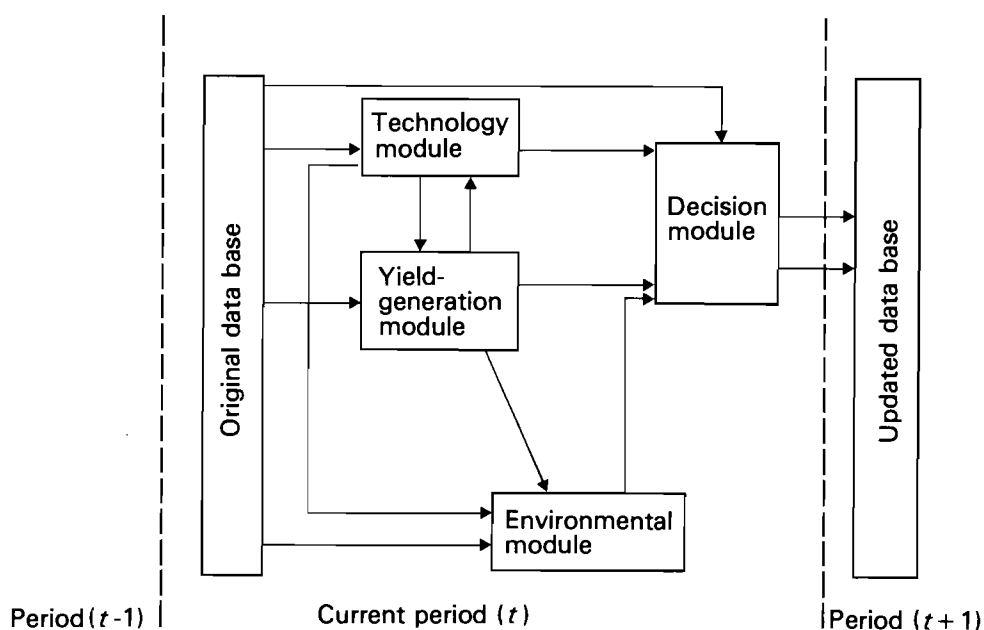 Technology
module
Decision
module
Yield-
generation
module
Original data base
Updated data base
Environmental
module
Period (t-1)
Current period (t)
Period (t + 1)